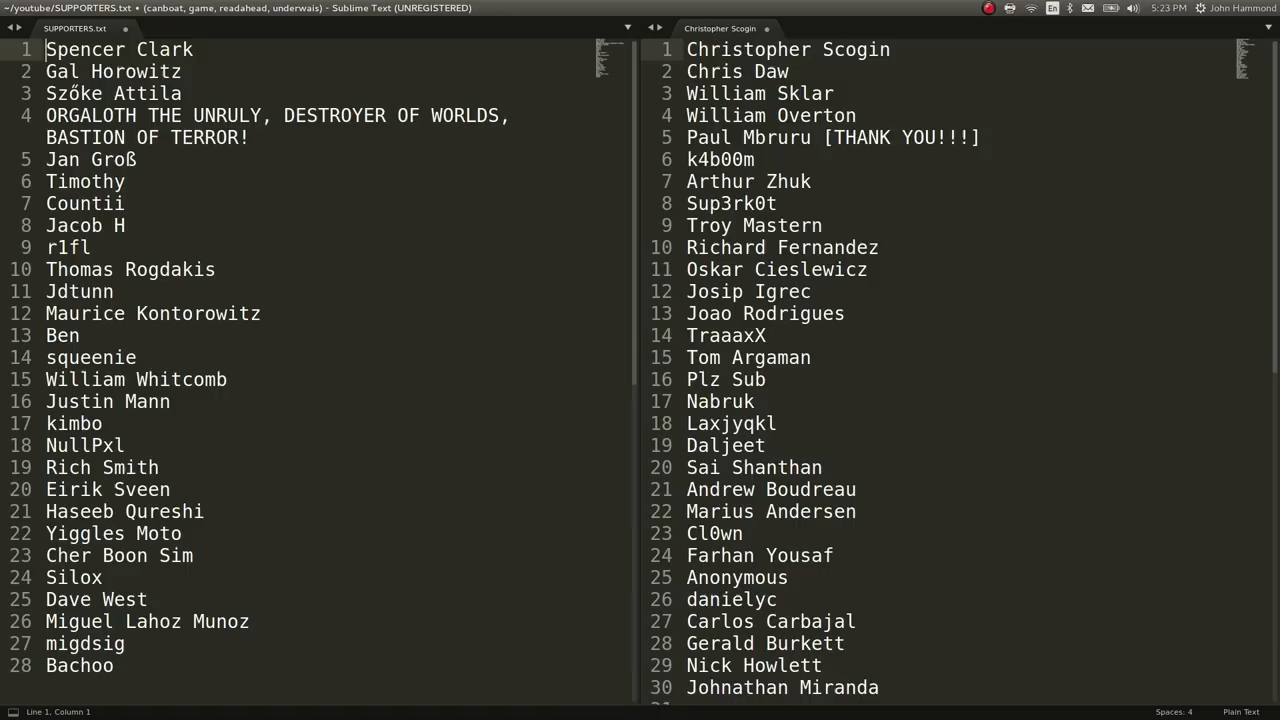 ~/youtube/SUPPORTERS.txt • (canboat, game, readahead, underwais) - Sublime Text (UNREGISTERED)
En
5:23 PM
John Hammond
SUPPORTERS.txt
1 Spencer Clark
2 Gal Horowitz
3 Szőke Attila
4 ORGALOTH THE UNRULY, DESTROYER OF WORLDS,
BASTION OF TERROR!
5 Jan Groß
6 Timothy
7 Countii
8 Jacob H
9 r1fl
10 Thomas Rogdakis
11 Jdtunn
12 Maurice Kontorowitz
13 Ben
14 squeenie
15 William Whitcomb
16 Justin Mann
17 kimbo
18 NullPxl
19 Rich Smith
20 Eirik Sveen
21 Haseeb Qureshi
22 Yiggles Moto
23 Cher Boon Sim
24 Silox
25 Dave West
26 Miguel Lahoz Munoz
27 migdsig
28 Bachoo
Christopher Scogin
1 Christopher Scogin
2 Chris Daw
3 William Sklar
4 William Overton
5 Paul Mbruru [THANK YOU!!!]
6 k4b00m
7 Arthur Zhuk
8 Sup3rk0t
9 Troy Mastern
10 Richard Fernandez
11 Oskar Cieslewicz
12 Josip Igrec
13 Joao Rodrigues
14 TraaaxX
15 Tom Argaman
16 Plz Sub
17 Nabruk
18 Laxjyqkl
19 Daljeet
20 Sai Shanthan
21 Andrew Boudreau
22 Marius Andersen
23 Cl0wn
24 Farhan Yousaf
25 Anonymous
26 danielyc
27 Carlos Carbajal
28 Gerald Burkett
29 Nick Howlett
30 Johnathan Miranda
Line 1, Column 1
Spaces: 4
Plain Text